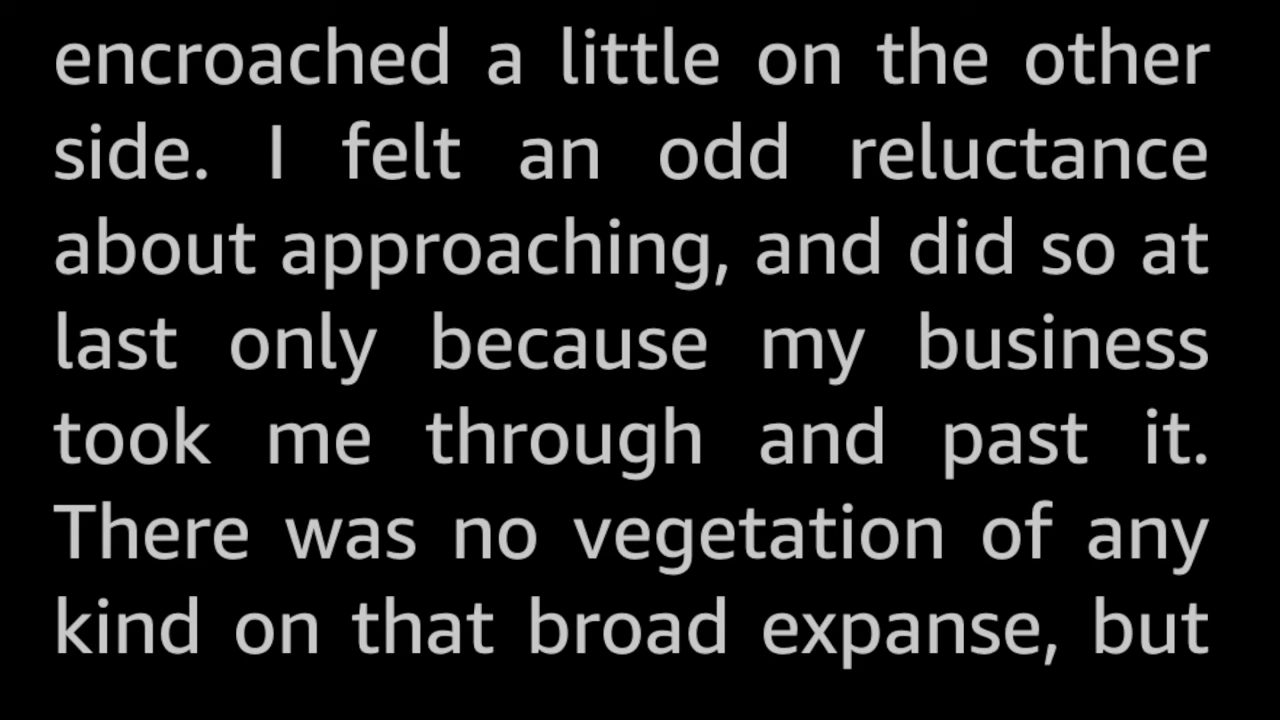 encroached a little on the other
side. I felt an odd reluctance
about approaching, and did so at
last only because my business
took me through and past it.
There was no vegetation of any
kind on that broad expanse, but